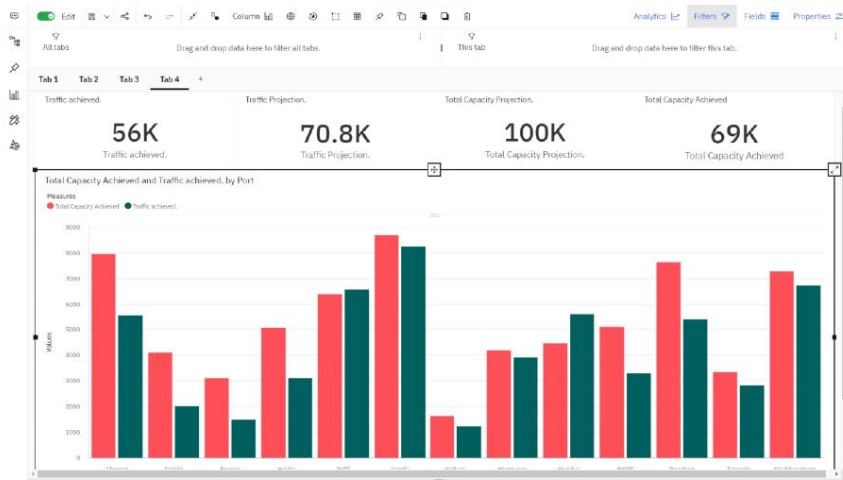 Edit Column Analytics Filters Fields Properties
All tabs Drag and drop data here to filter all tabs. This tab Drag and drop data here to filter this tab.
Tab 1 Tab 2 Tab 3 Tab 4 +
Traffic achieved. Traffic Projection. Total Capacity Projection. Total Capacity Achieved
56K 70.8K 100K 69K
Traffic achieved. Traffic Projection. Total Capacity Projection. Total Capacity Achieved
Total Capacity Achieved and Traffic achieved. by Port
Measures
Total Capacity Achieved Traffic achieved.
9000
8000
7000
6000
5000
Values
4000
3000
2000
1000
0